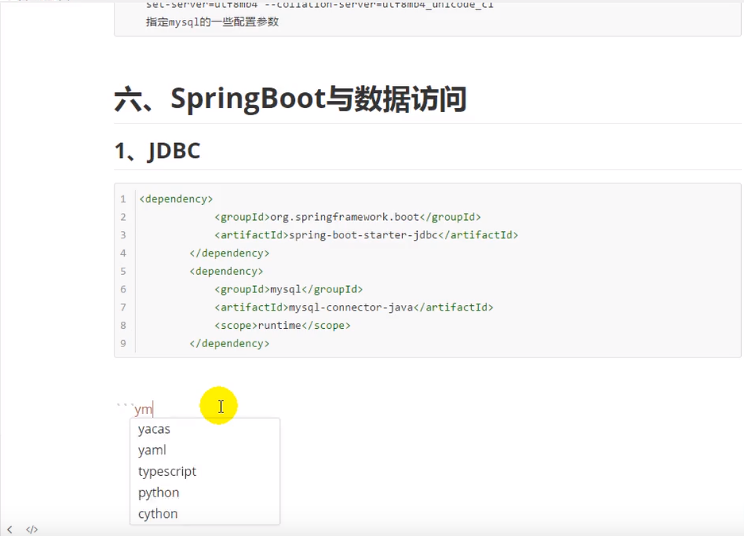 set-server=utf8mb4 --collation-server=utf8mb4_unicode_ci
指定mysql的一些配置参数
六、SpringBoot与数据访问
1、JDBC
1 <dependency>
2 <groupId>org.springframework.boot</groupId>
3 <artifactId>spring-boot-starter-jdbc</artifactId>
4 </dependency>
5 <dependency>
6 <groupId>mysql</groupId>
7 <artifactId>mysql-connector-java</artifactId>
8 <scope>runtime</scope>
9 </dependency>
```ym
yacas
yaml
typescript
python
cython
< </>